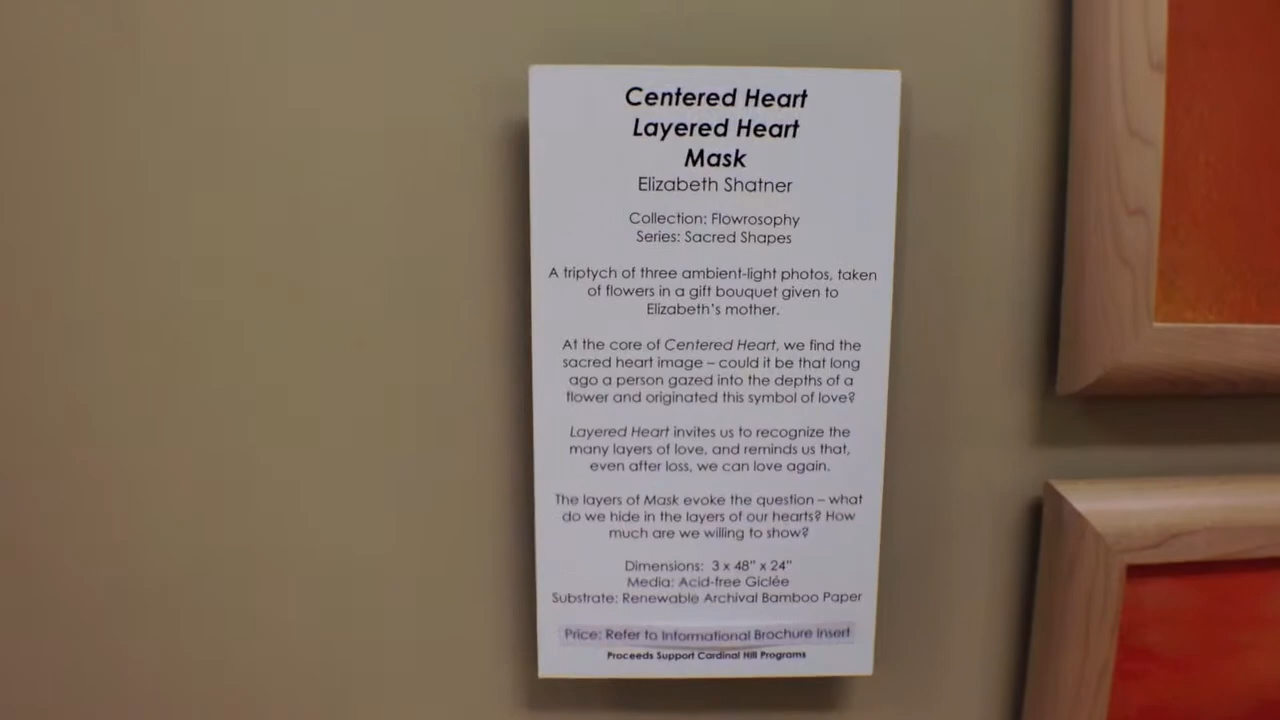 Centered Heart
Layered Heart
Mask
Elizabeth Shatner
Collection: Flowrosophy
Series: Sacred Shapes
A triptych of three ambient-light photos, taken
of flowers in a gift bouquet given to
Elizabeth's mother.
At the core of Centered Heart, we find the
sacred heart image – could it be that long
ago a person gazed into the depths of a
flower and originated this symbol of love?
Layered Heart invites us to recognize the
many layers of love, and reminds us that,
even after loss, we can love again.
The layers of Mask evoke the question – what
do we hide in the layers of our hearts? How
much are we willing to show?
Dimensions: 3 x 48" x 24"
Media: Acid-free Giclée
Substrate: Renewable Archival Bamboo Paper
Price: Refer to Informational Brochure Insert
Proceeds Support Cardinal Hill Programs